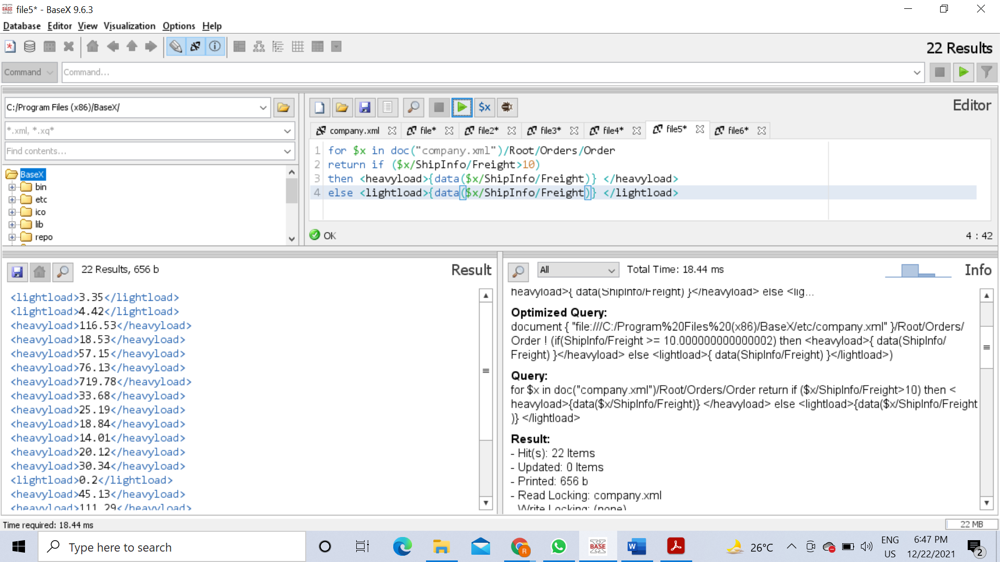 file5* - BaseX 9.6.3
Database Editor View Visualization Options Help
22 Results
Command
Command...
C:/Program Files (x86)/BaseX/
*.xml, *.xq*
Find contents...
BaseX
bin
etc
ico
lib
repo
$x
Editor
company.xml file* file2* file3* file4* file5* file6*
1 for $x in doc("company.xml")/Root/Orders/Order
2 return if ($x/ShipInfo/Freight>10)
3 then <heavyload>{data($x/ShipInfo/Freight)} </heavyload>
4 else <lightload>{data($x/ShipInfo/Freight)} </lightload>
OK
4 : 42
22 Results, 656 b
Result
<lightload>3.35</lightload>
<lightload>4.42</lightload>
<heavyload>116.53</heavyload>
<heavyload>18.53</heavyload>
<heavyload>57.15</heavyload>
<heavyload>76.13</heavyload>
<heavyload>719.78</heavyload>
<heavyload>33.68</heavyload>
<heavyload>25.19</heavyload>
<heavyload>18.84</heavyload>
<heavyload>14.01</heavyload>
<heavyload>20.12</heavyload>
<heavyload>30.34</heavyload>
<lightload>0.2</lightload>
<heavyload>45.13</heavyload>
<heavyload>111.29</heavyload>
All
Total Time: 18.44 ms
Info
heavyload>{ data(ShipInfo/Freight) }</heavyload> else <lig...
Optimized Query:
document { "file:///C:/Program%20Files%20(x86)/BaseX/etc/company.xml" }/Root/Orders/
Order ! (if(ShipInfo/Freight >= 10.000000000000002) then <heavyload>{ data(ShipInfo/
Freight) }</heavyload> else <lightload>{ data(ShipInfo/Freight) }</lightload>)
Query:
for $x in doc("company.xml")/Root/Orders/Order return if ($x/ShipInfo/Freight>10) then <
heavyload>{data($x/ShipInfo/Freight)} </heavyload> else <lightload>{data($x/ShipInfo/Freight
)} </lightload>
Result:
- Hit(s): 22 Items
- Updated: 0 Items
- Printed: 656 b
- Read Locking: company.xml
- Write Locking: (none)
Time required: 18.44 ms
22 MB
Type here to search
R
BASE
W
26°C
ENG
US
6:47 PM
12/22/2021
2